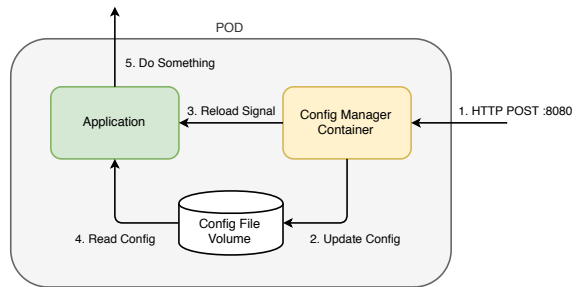 POD
5. Do Something
Application
3. Reload Signal
Config Manager
Container
1. HTTP POST :8080
Config File
Volume
4. Read Config
2. Update Config